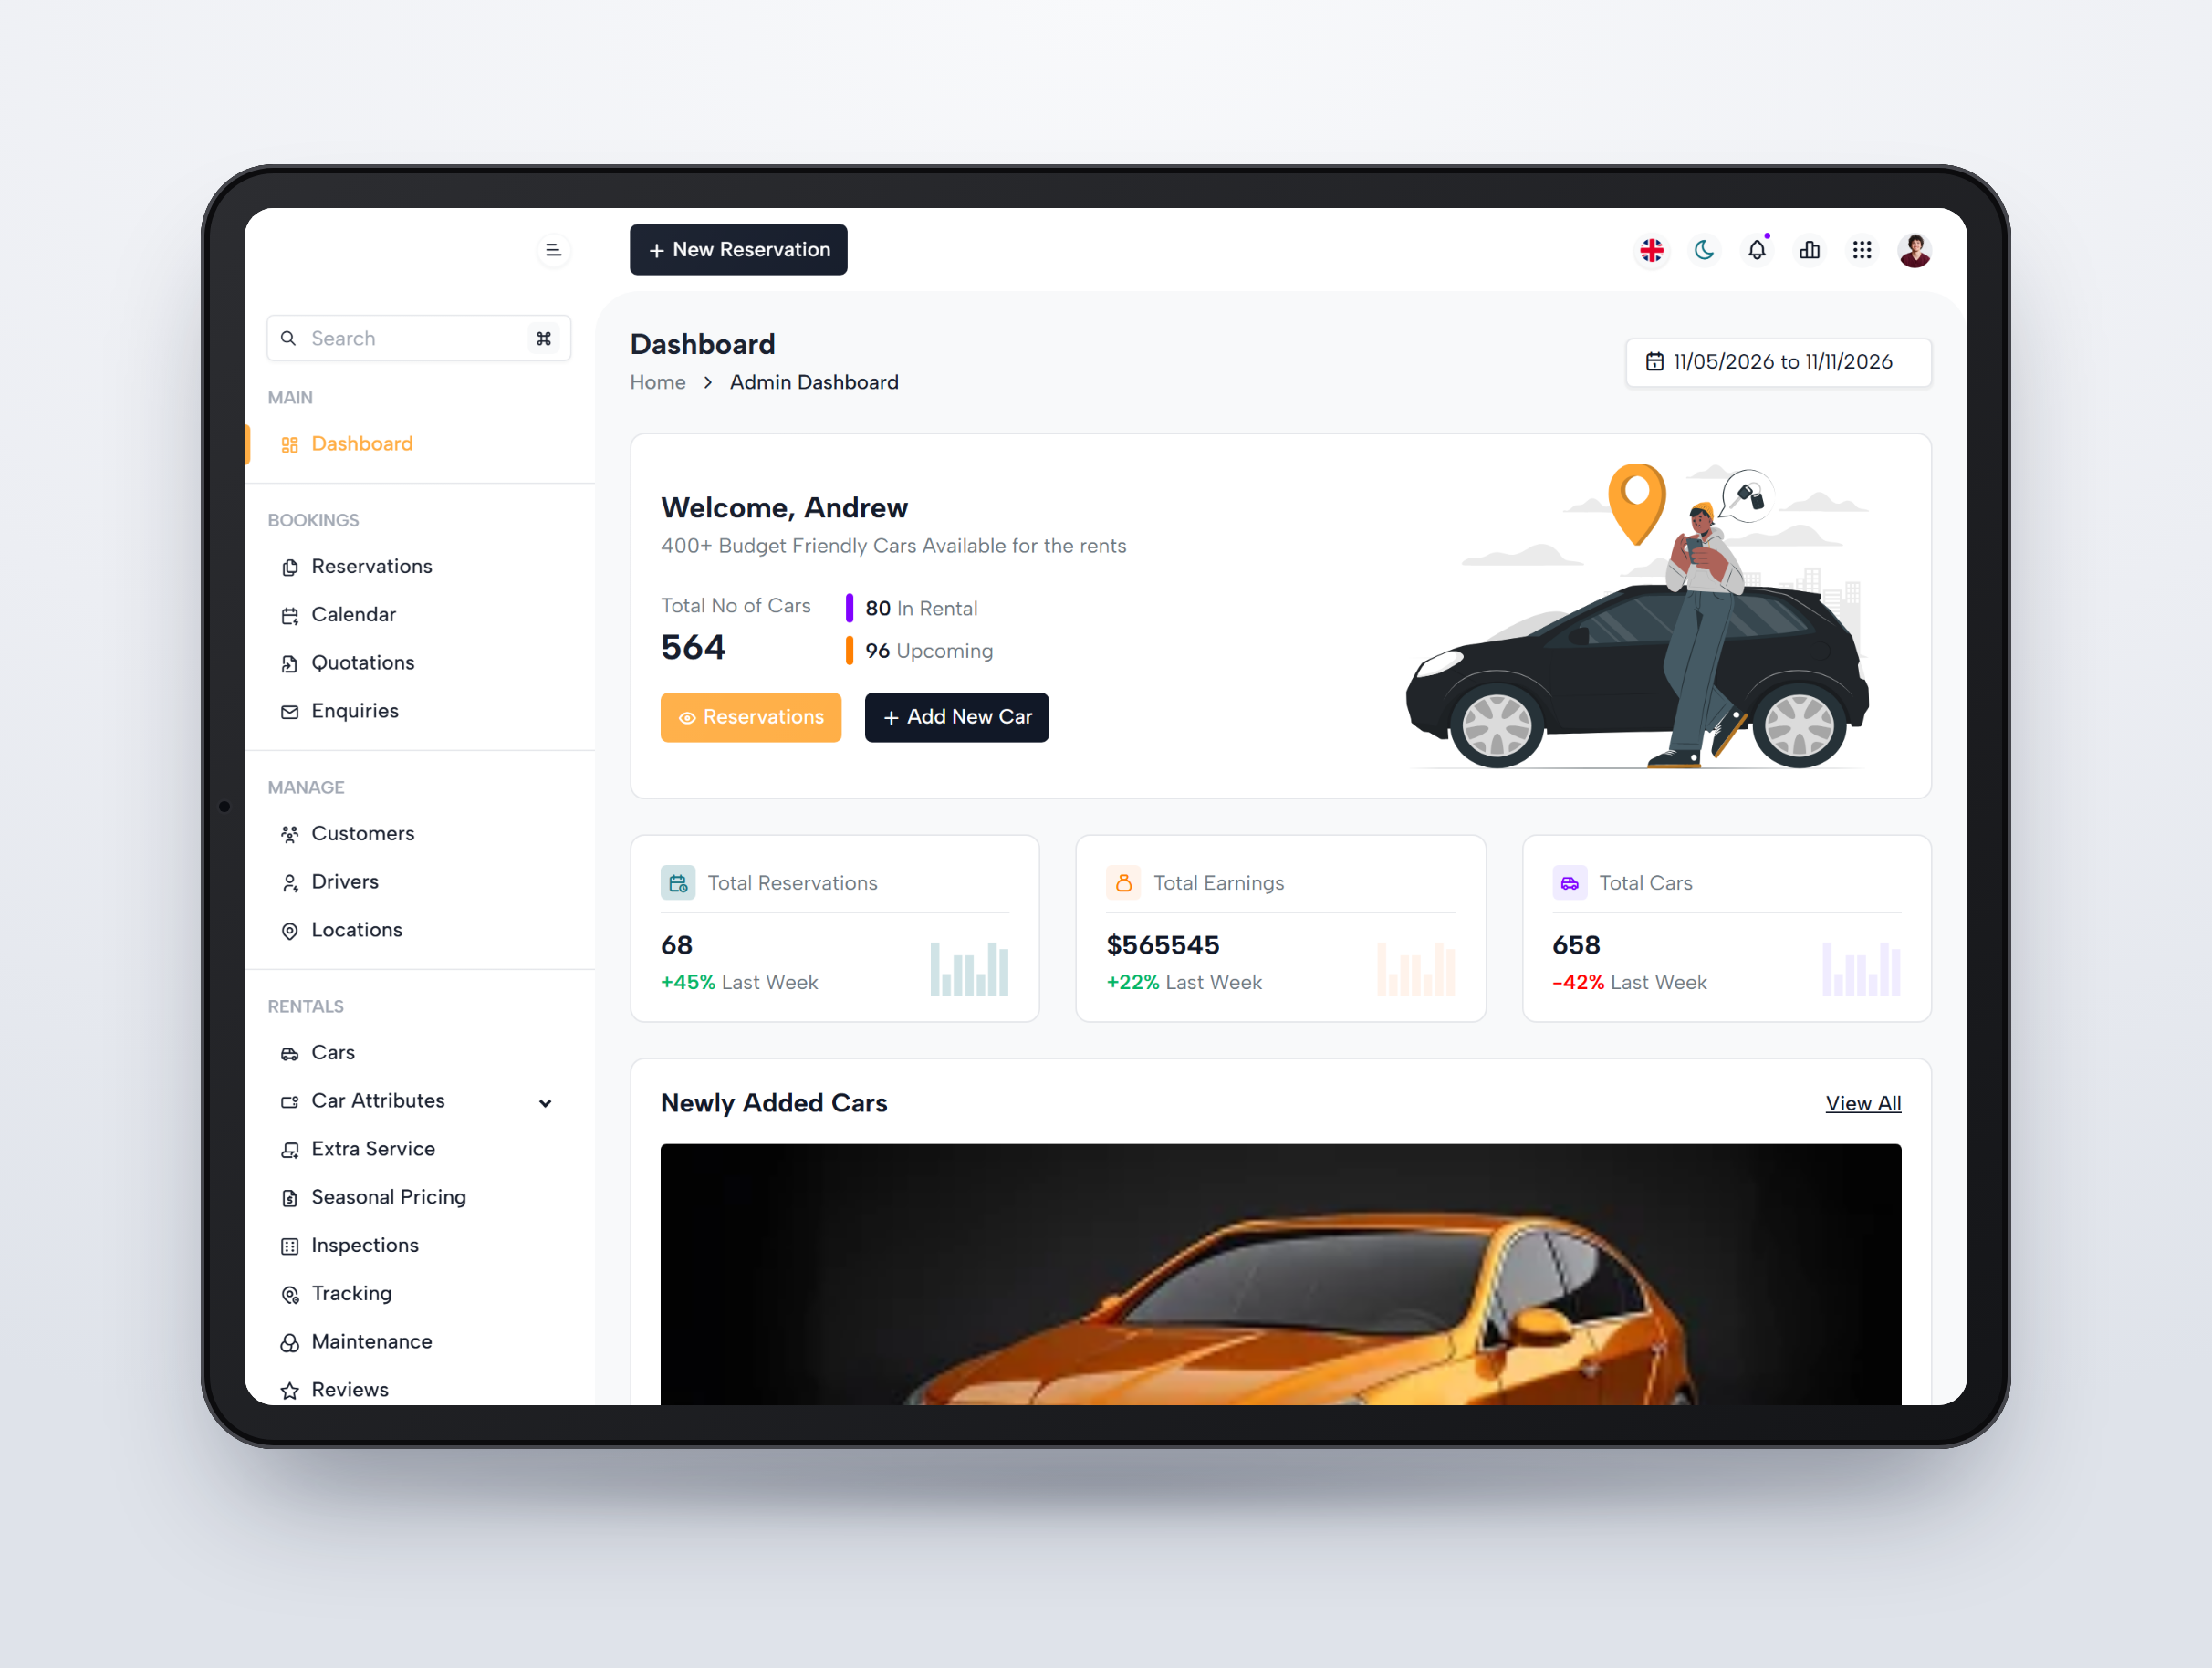 + New Reservation
Search
MAIN
Dashboard
BOOKINGS
Reservations
Calendar
Quotations
Enquiries
MANAGE
Customers
Drivers
Locations
RENTALS
Cars
Car Attributes
Extra Service
Seasonal Pricing
Inspections
Tracking
Maintenance
Reviews
Dashboard
Home > Admin Dashboard
11/05/2026 to 11/11/2026
Welcome, Andrew
400+ Budget Friendly Cars Available for the rents
Total No of Cars
564
80 In Rental
96 Upcoming
Reservations
+ Add New Car
Total Reservations
68
+45% Last Week
Total Earnings
$565545
+22% Last Week
Total Cars
658
-42% Last Week
Newly Added Cars
View All